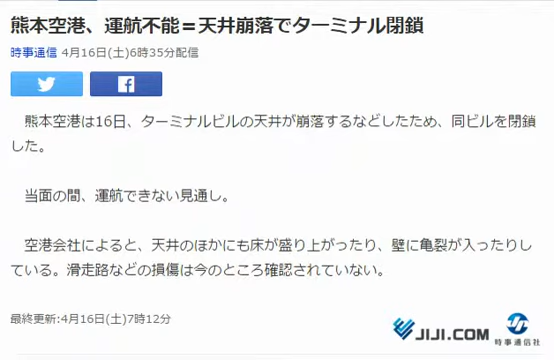 熊本空港、運航不能＝天井崩落でターミナル閉鎖
時事通信 4月16日(土)6時35分配信
熊本空港は16日、ターミナルビルの天井が崩落するなどしたため、同ビルを閉鎖
した。
当面の間、運航できない見通し。
空港会社によると、天井のほかにも床が盛り上がったり、壁に亀裂が入ったりし
ている。滑走路などの損傷は今のところ確認されていない。
最終更新:4月16日(土)7時12分
JIJI.COM
時事通信社